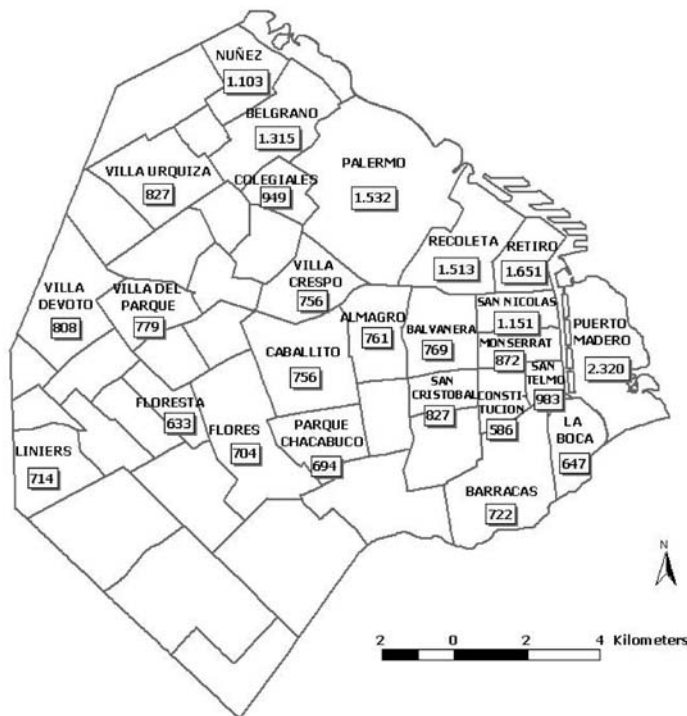 NUÑEZ
1.103
BELGRANO
1.315
PALERMO
1.532
VILLA URQUIZA
827
COLEGIALES
949
RECOLETA
1.513
RETIRO
1.651
VILLA
DEVOTO
808
VILLA DEL
PARQUE
779
VILLA
CRESPO
756
ALMAGRO
761
BALVANERA
769
SAN NICOLAS
1.151
MONSERRAT
872
PUERTO
MADERO
2.320
CABALLITO
756
SAN
TELMO
983
SAN
CRISTOBAL
827
CONSTI-
TUCION
586
FLORESTA
633
FLORES
704
PARQUE
CHACABUCO
694
LA
BOCA
647
LINIERS
714
BARRACAS
722
N
2 0 2 4 Kilometers